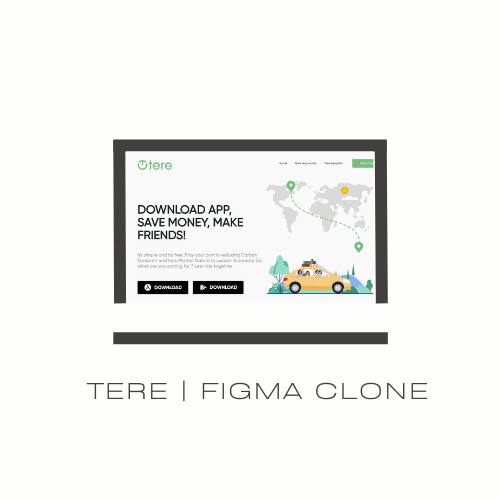 tere
Home How tere works Tere benefits
DOWNLOAD APP,
SAVE MONEY, MAKE
FRIENDS!
Its simple and its free. Play your part in reducing Carbon
Footprint and help Mother Nature to sustain its beauty. So
what are you waiting for ? Lets ride together
DOWNLOAD DOWNLOAD
TERE | FIGMA CLONE